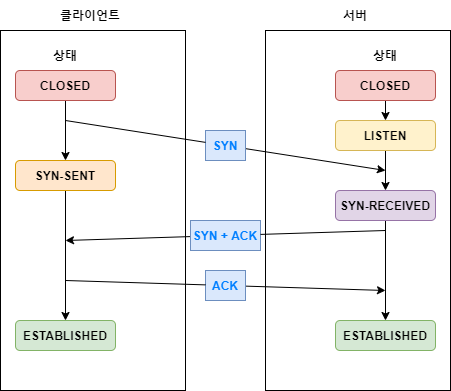 클라이언트
서버
상태
상태
CLOSED
CLOSED
LISTEN
SYN
SYN-SENT
SYN-RECEIVED
SYN + ACK
ACK
ESTABLISHED
ESTABLISHED